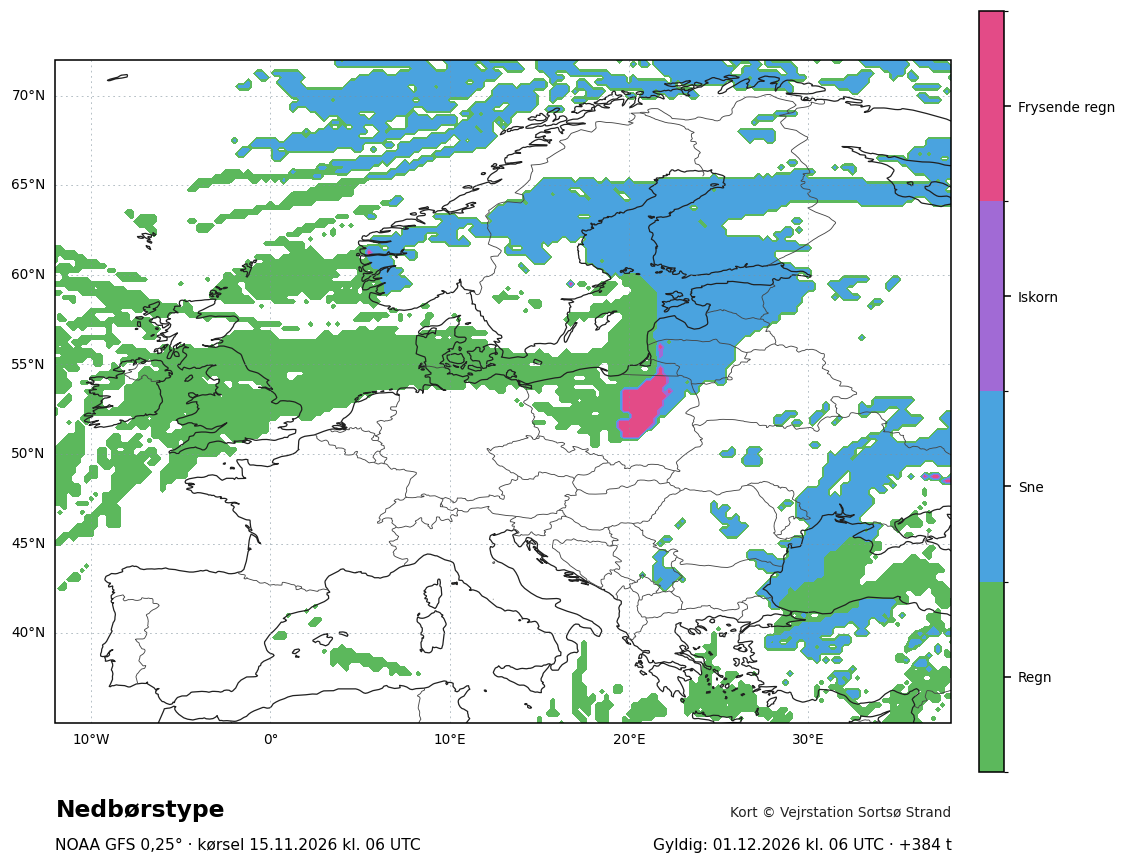 Frysende regn
Iskorn
Sne
Regn
70°N
65°N
60°N
55°N
50°N
45°N
40°N
10°W
0°
10°E
20°E
30°E
Nedbørstype
Kort © Vejrstation Sortsø Strand
NOAA GFS 0,25° · kørsel 15.11.2026 kl. 06 UTC
Gyldig: 01.12.2026 kl. 06 UTC · +384 t